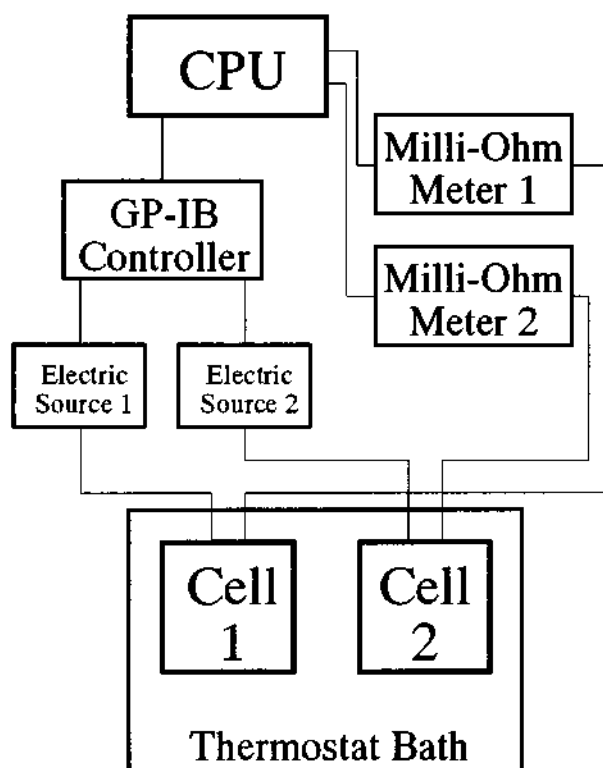 CPU
Milli-Ohm
Meter 1
GP-IB
Controller
Milli-Ohm
Meter 2
Electric
Source 1
Electric
Source 2
Cell
1
Cell
2
Thermostat Bath